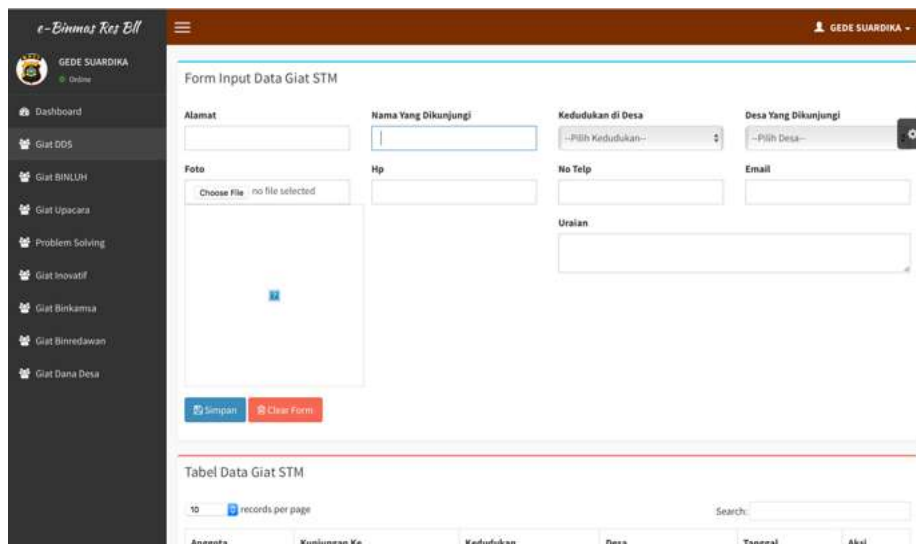 e-Binmas Res Bll
GEDE SUARDIKA
GEDE SUARDIKA
Online
Dashboard
Giat DDS
Giat BINLUH
Giat Upacara
Problem Solving
Giat Inovatif
Giat Binkamsa
Giat Binredawan
Giat Dana Desa
Form Input Data Giat STM
Alamat Nama Yang Dikunjungi Kedudukan di Desa Desa Yang Dikunjungi
--Pilih Kedudukan-- --Pilih Desa--
Foto Hp No Telp Email
Choose File no file selected
Uraian
Simpan Clear Form
Tabel Data Giat STM
10 records per page Search:
Anggota Kunjungan Ke Kedudukan Desa Tanggal Aksi